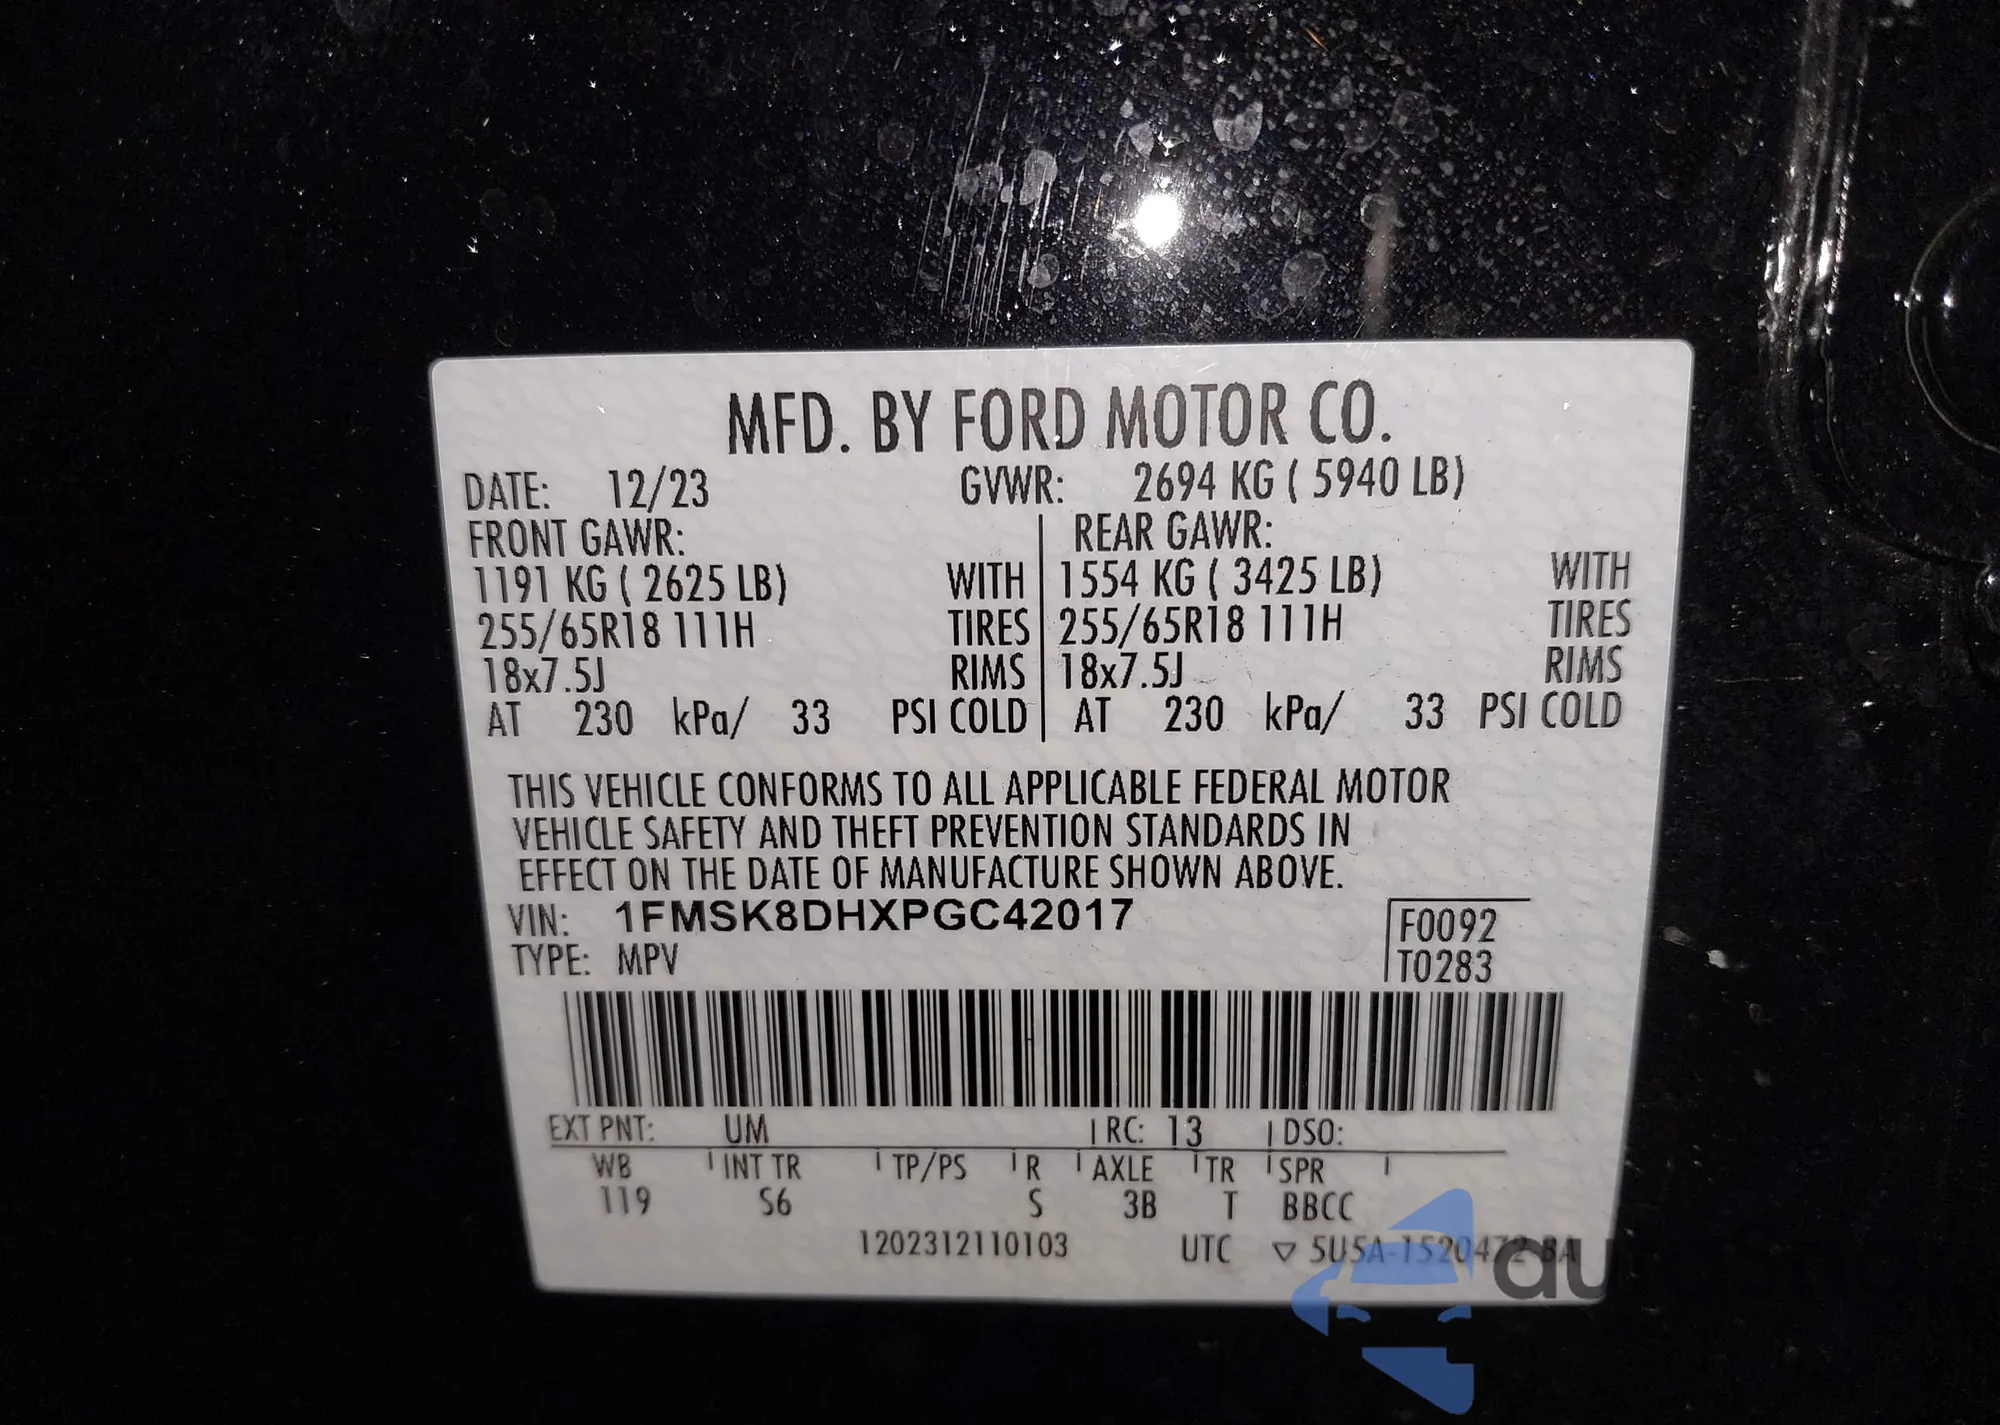 MFD. BY FORD MOTOR CO.
DATE: 12/23 GVWR: 2694 KG ( 5940 LB)
FRONT GAWR: REAR GAWR:
1191 KG ( 2625 LB) WITH 1554 KG ( 3425 LB) WITH
255/65R18 111H TIRES 255/65R18 111H TIRES
18x7.5J RIMS 18x7.5J RIMS
AT 230 kPa/ 33 PSI COLD AT 230 kPa/ 33 PSI COLD
THIS VEHICLE CONFORMS TO ALL APPLICABLE FEDERAL MOTOR
VEHICLE SAFETY AND THEFT PREVENTION STANDARDS IN
EFFECT ON THE DATE OF MANUFACTURE SHOWN ABOVE.
VIN: 1FMSK8DHXPGC42017 F0092
TYPE: MPV T0283
EXT PNT: UM RC: 13 DSO:
WB INT TR TP/PS R AXLE TR SPR
119 S6 S 3B T BBCC
1202312110103 UTC ▽ 5U5A-1520472-BA